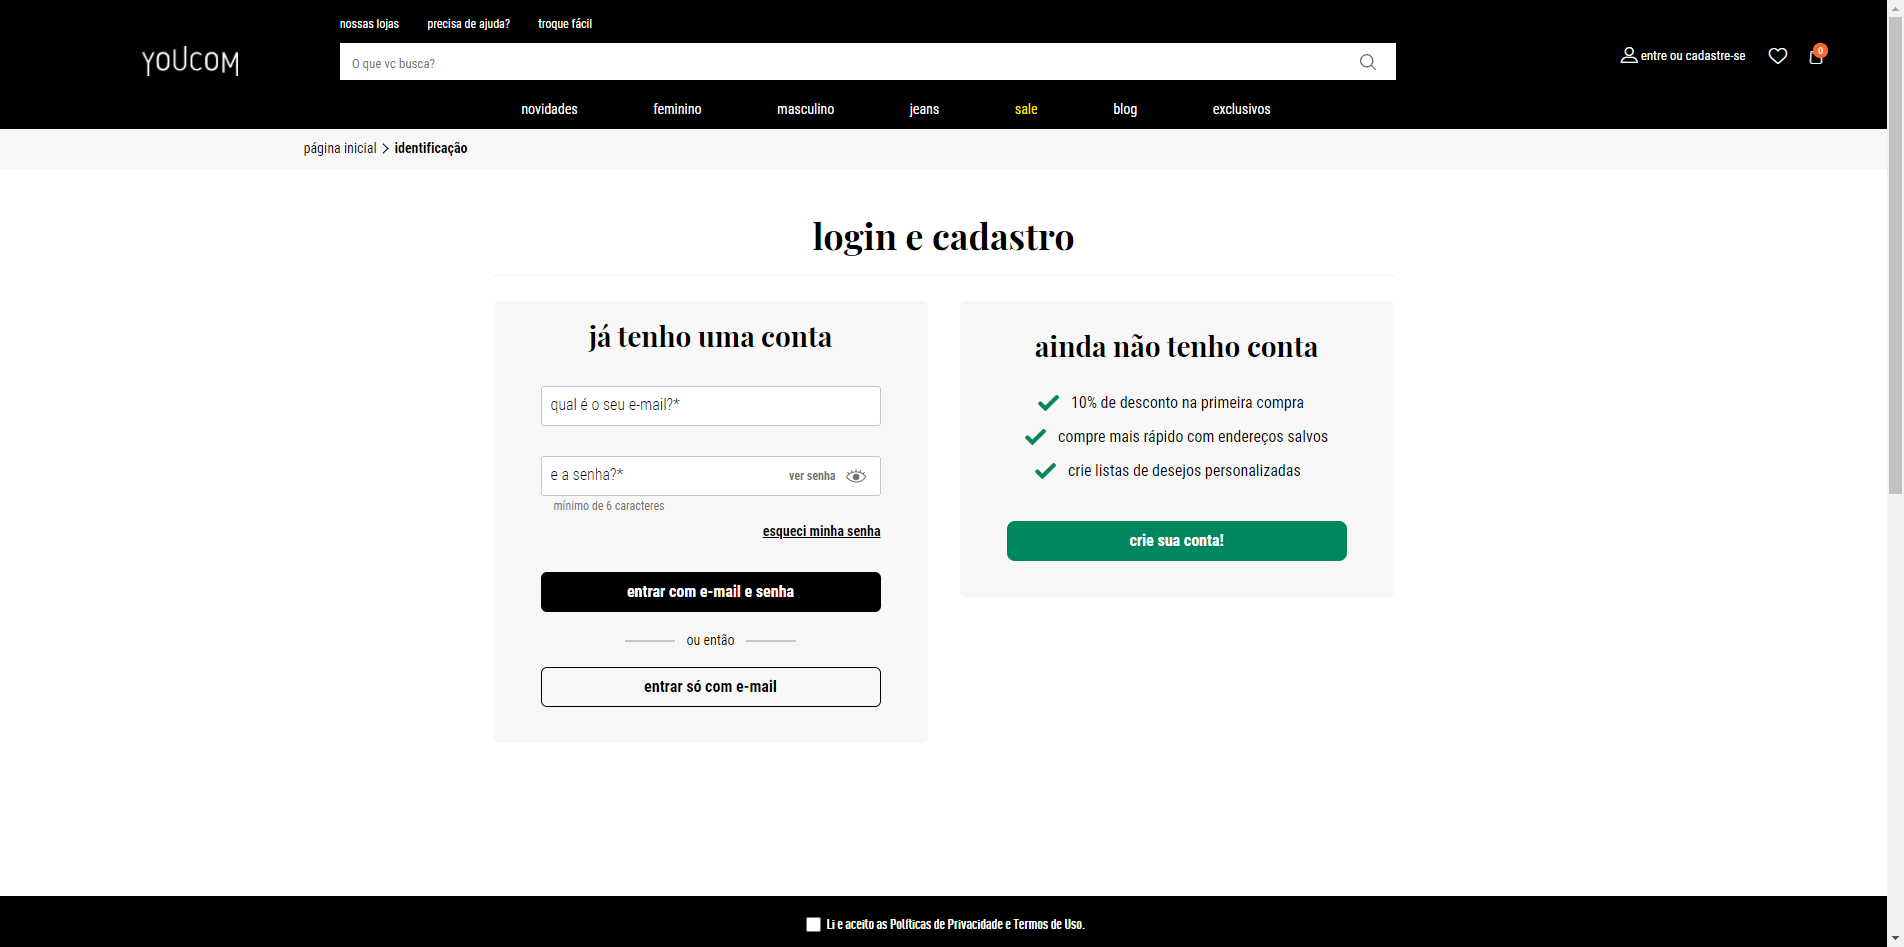 nossas lojas precisa de ajuda? troque fácil
YOUCOM
O que vc busca?
entre ou cadastre-se
0
novidades feminino masculino jeans sale blog exclusivos
página inicial > identificação
login e cadastro
já tenho uma conta
qual é o seu e-mail?*
e a senha?* ver senha
mínimo de 6 caracteres
esqueci minha senha
entrar com e-mail e senha
ou então
entrar só com e-mail
ainda não tenho conta
10% de desconto na primeira compra
compre mais rápido com endereços salvos
crie listas de desejos personalizadas
crie sua conta!
Li e aceito as Políticas de Privacidade e Termos de Uso.